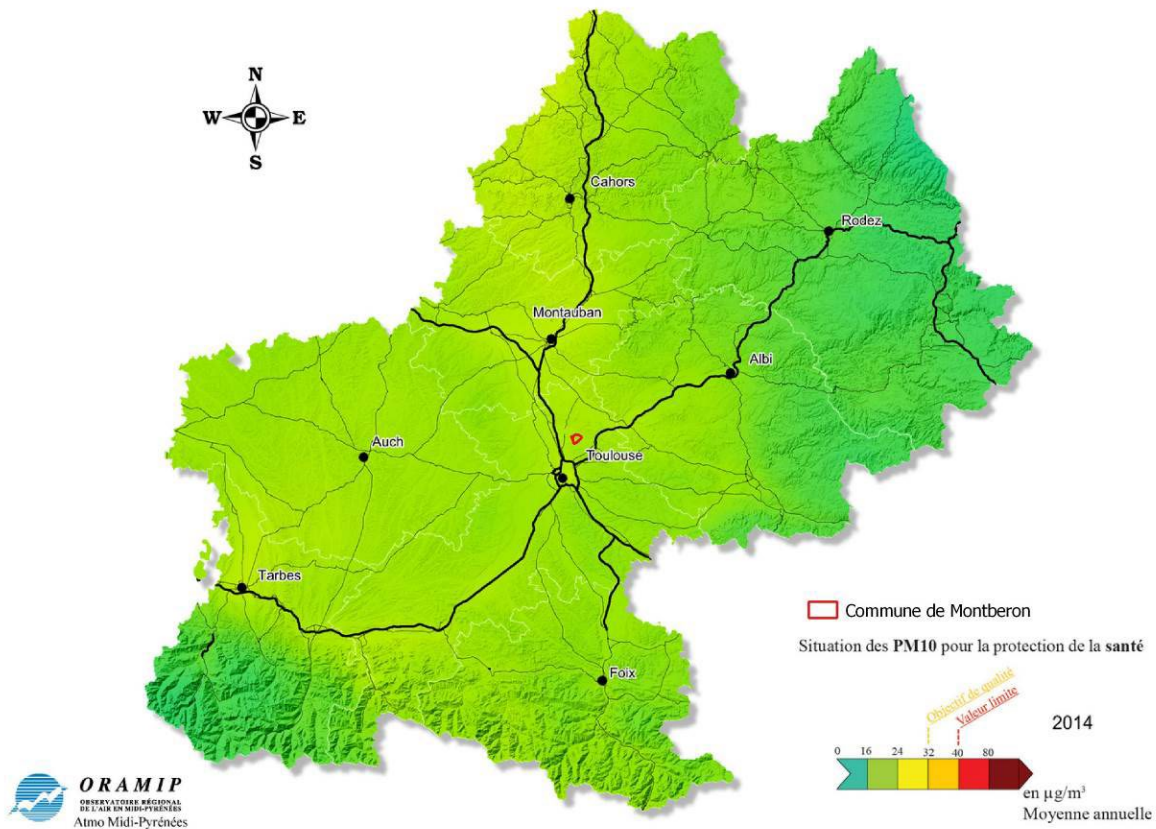 N
W E
S
Cahors
Rodez
Montauban
Albi
Auch
Toulouse
Tarbes
Foix
Commune de Montberon
Situation des PM10 pour la protection de la santé
Objectif de qualité
Valeur limite
2014
0 16 24 32 40 80
en µg/m³
Moyenne annuelle
ORAMIP
OBSERVATOIRE RÉGIONAL
DE L'AIR EN MIDI-PYRÉNÉES
Atmo Midi-Pyrénées